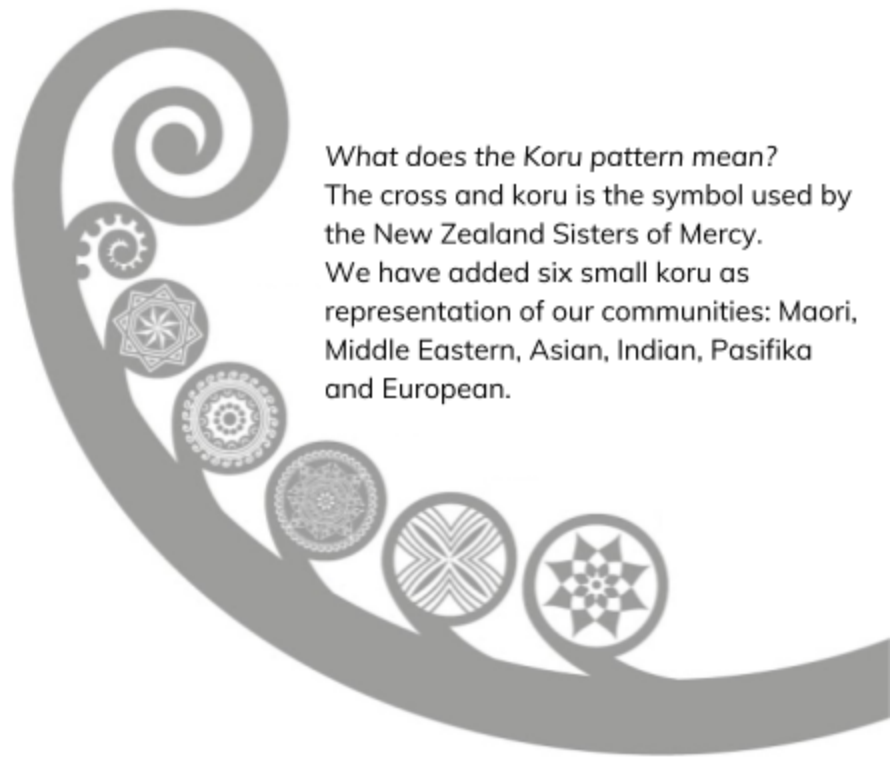 What does the Koru pattern mean?
The cross and koru is the symbol used by
the New Zealand Sisters of Mercy.
We have added six small koru as
representation of our communities: Maori,
Middle Eastern, Asian, Indian, Pasifika
and European.